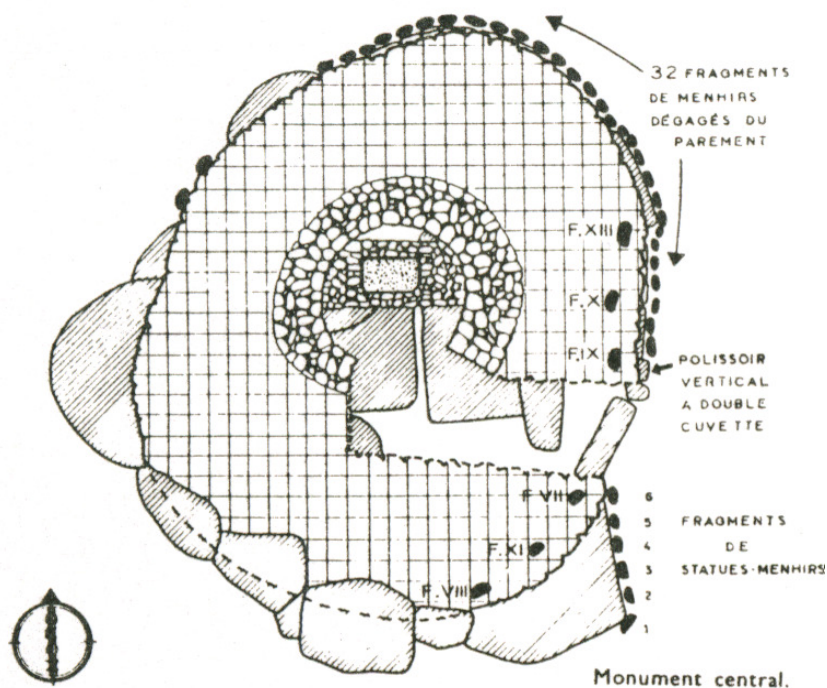 32 FRAGMENTS
DE MENHIRS
DÉGAGÉS DU
PAREMENT
F.XIII
F.X
F.IX
POLISSOIR
VERTICAL
A DOUBLE
CUVETTE
F.VII
6
5 FRAGMENTS
F.XI
4 DE
3 STATUES-MENHIRS
F.VIII
2
1
Monument central.